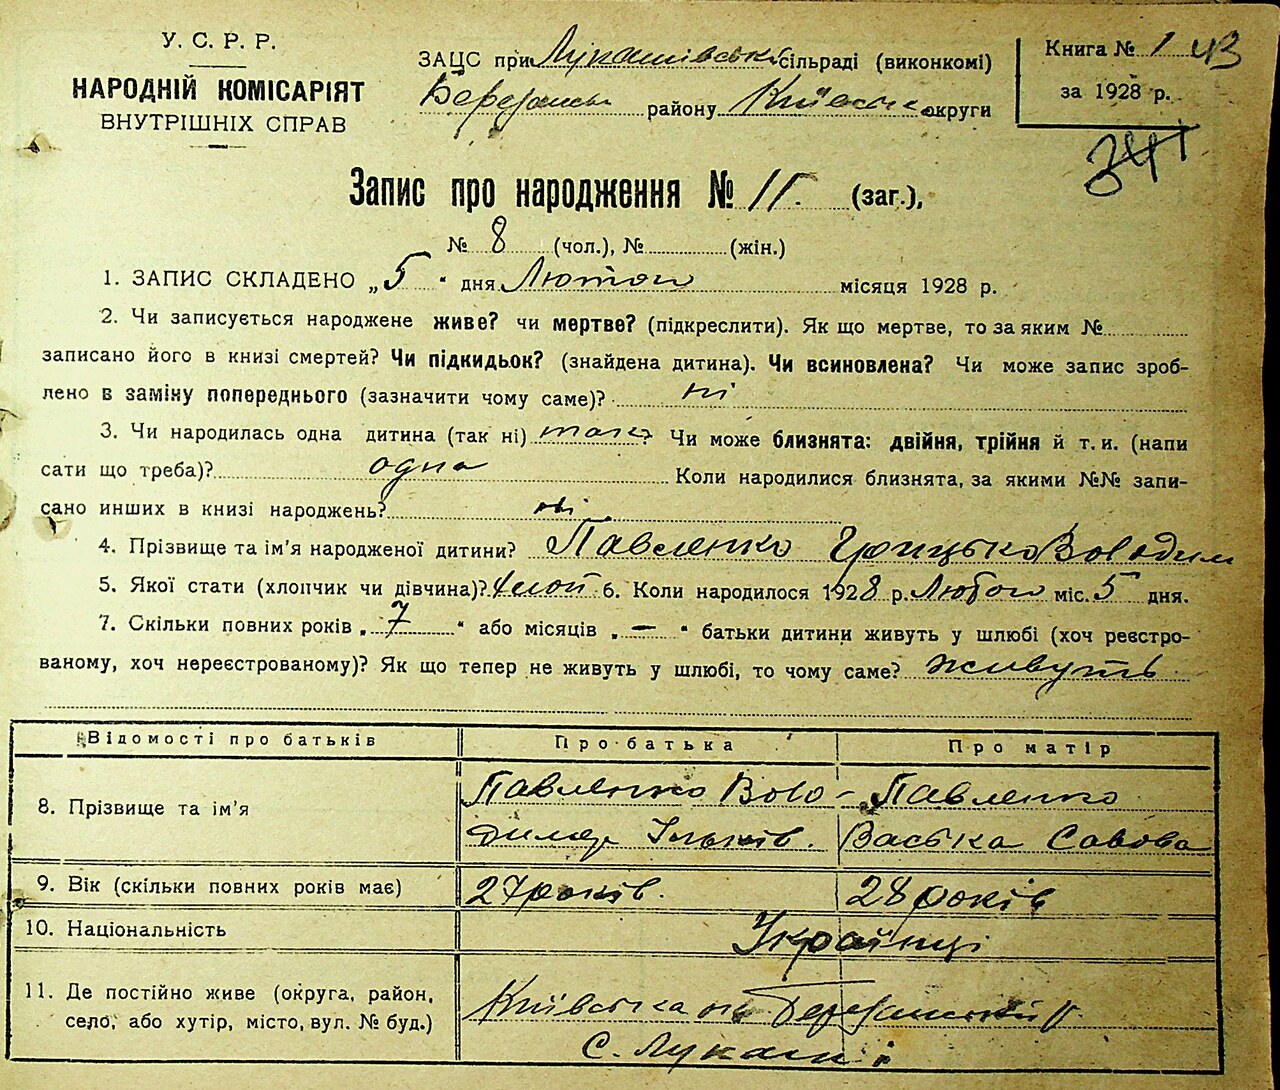 У. С. Р. Р.
НАРОДНІЙ КОМІСАРІЯТ
ВНУТРІШНІХ СПРАВ
ЗАЦС при Лукашівські сільраді (виконкомі)
Березансь району Київська округи
Книга № 1
за 1928 р.
341
Запис про народження № 11. (заг.),
№ 8 (чол.), № (жін.)
1. ЗАПИС СКЛАДЕНО „5" дня Лютого місяця 1928 р.
2. Чи записується народжене живе? чи мертве? (підкреслити). Як що мертве, то за яким №
записано його в книзі смертей? Чи підкидьок? (знайдена дитина). Чи всиновлена? Чи може запис зроб-
лено в заміну попереднього (зазначити чому саме)? ні
3. Чи народилась одна дитина (так ні) так? Чи може близнята: двійня, трійня й т. и. (напи
сати що треба)? одна Коли народилися близнята, за якими №№ запи-
сано инших в книзі народжень? ні
4. Прізвище та ім'я народженої дитини? Павленко Грицько Володим
5. Якої стати (хлопчик чи дівчина)? 6. Коли народилося 1928 р. Лютого міс. 5 дня.
7. Скільки повних років „7" або місяців „—" батьки дитини живуть у шлюбі (хоч реєстро-
ваному, хоч нереєстрованому)? Як що тепер не живуть у шлюбі, то чому саме? живуть
Відомості про батьків Про батька Про матір
8. Прізвище та ім'я Павленко Воло- Павленко
димер Ільків. Васька Савова
9. Вік (скільки повних років має) 27 років. 28 років
10. Національність Українці
11. Де постійно живе (округа, район, Київська Березанський р
село, або хутір, місто, вул. № буд.) с. Лукаші